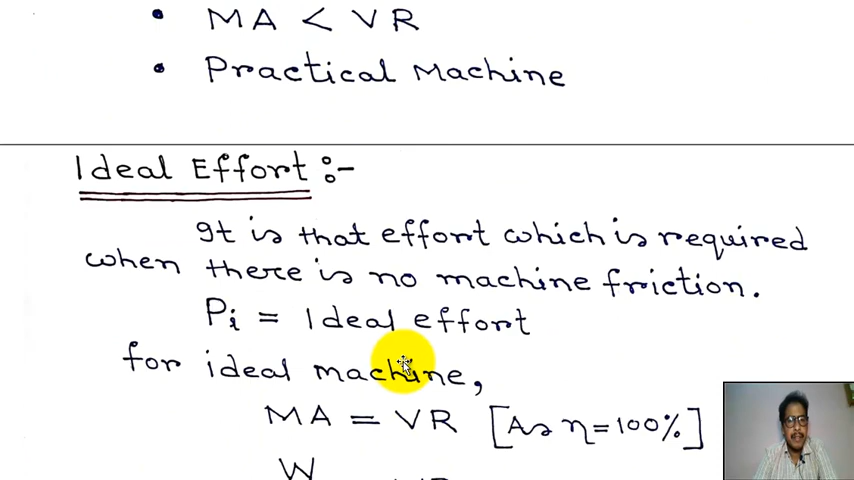 • MA < VR
• Practical Machine
Ideal Effort :-
It is that effort which is required
when there is no machine friction.
Pi = Ideal effort
for ideal machine,
MA = VR [As η = 100%]
W
VR